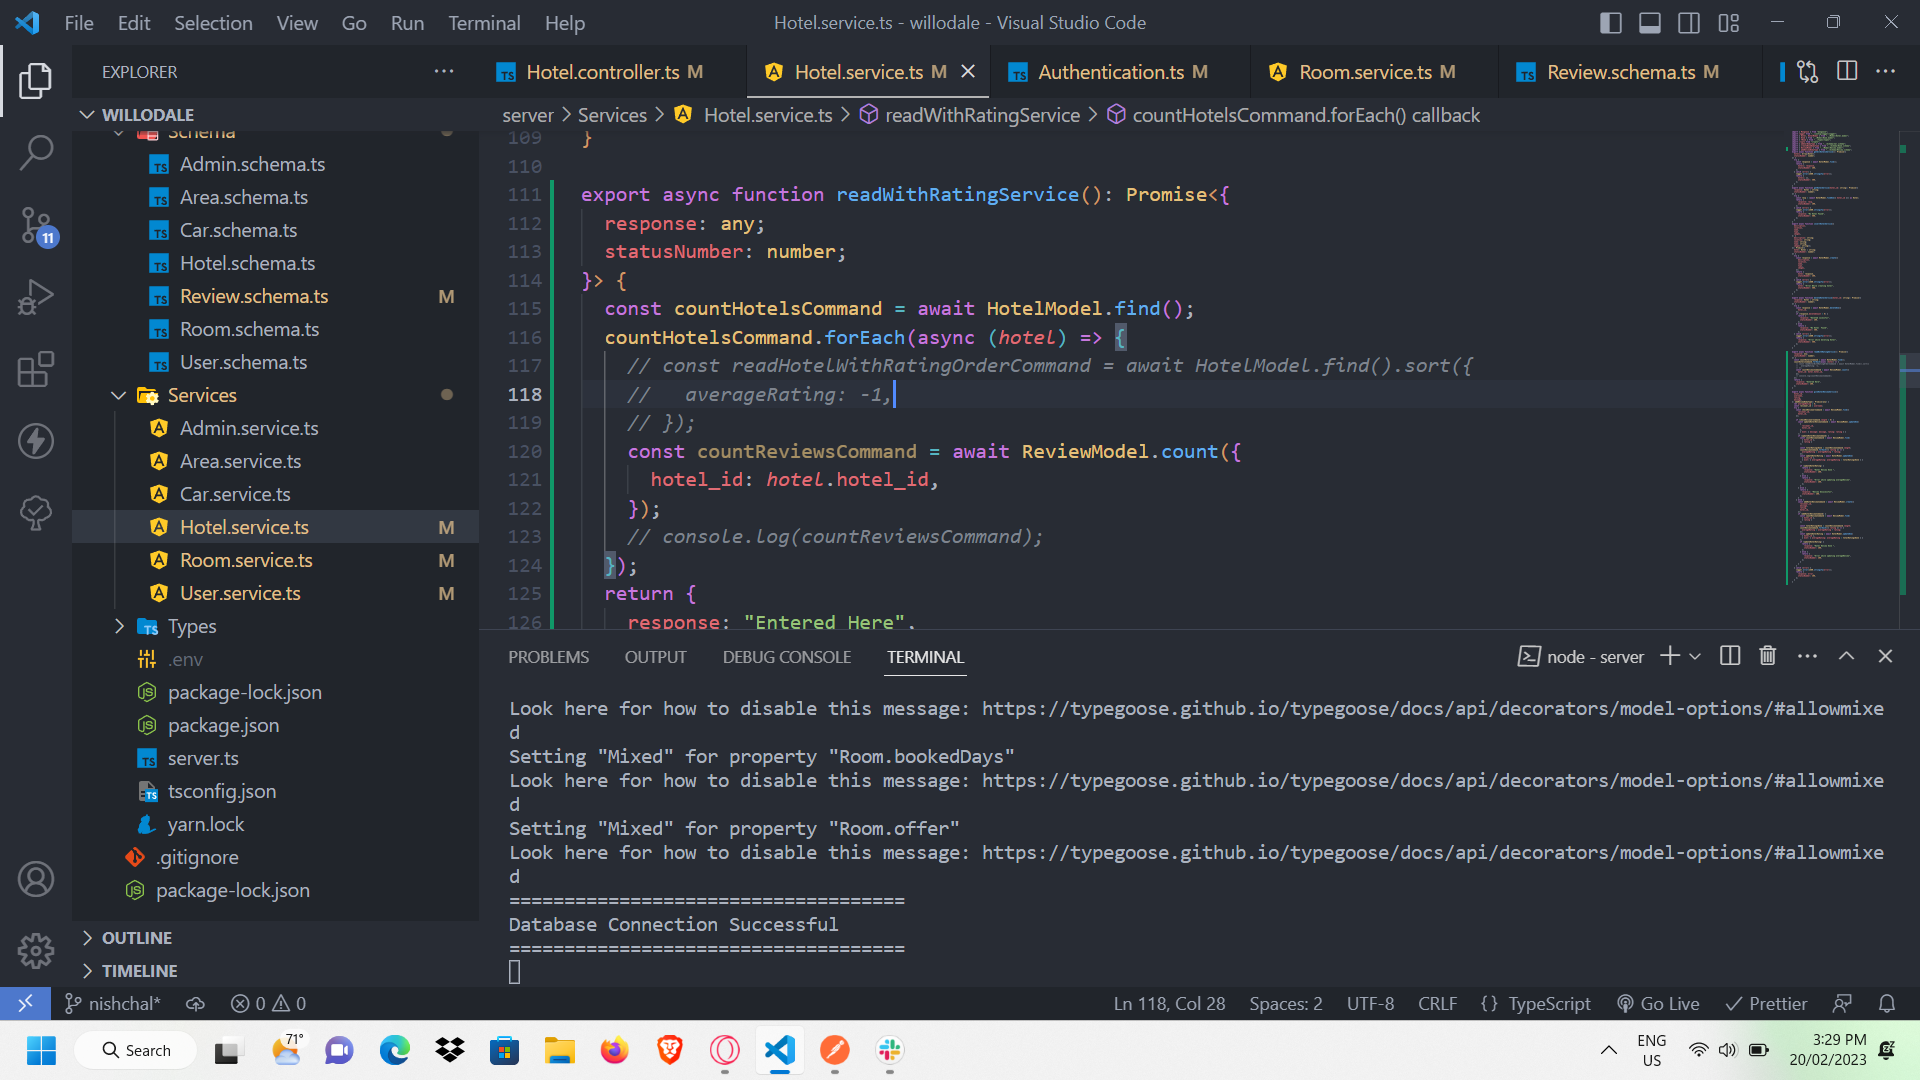 File Edit Selection View Go Run Terminal Help
Hotel.service.ts - willodale - Visual Studio Code
EXPLORER
WILLODALE
Schema
Admin.schema.ts
Area.schema.ts
Car.schema.ts
Hotel.schema.ts
Review.schema.ts M
Room.schema.ts
User.schema.ts
Services
Admin.service.ts
Area.service.ts
Car.service.ts
Hotel.service.ts M
Room.service.ts M
User.service.ts M
Types
.env
package-lock.json
package.json
server.ts
tsconfig.json
yarn.lock
.gitignore
package-lock.json
OUTLINE
TIMELINE
11
Hotel.controller.ts M
Hotel.service.ts M
Authentication.ts M
Room.service.ts M
Review.schema.ts M
server > Services > Hotel.service.ts > readWithRatingService > countHotelsCommand.forEach() callback
109 }
110
111 export async function readWithRatingService(): Promise<{
112 response: any;
113 statusNumber: number;
114 }> {
115 const countHotelsCommand = await HotelModel.find();
116 countHotelsCommand.forEach(async (hotel) => {
117 // const readHotelWithRatingOrderCommand = await HotelModel.find().sort({
118 //   averageRating: -1,
119 // });
120 const countReviewsCommand = await ReviewModel.count({
121 hotel_id: hotel.hotel_id,
122 });
123 // console.log(countReviewsCommand);
124 });
125 return {
126 response: "Entered Here",
PROBLEMS OUTPUT DEBUG CONSOLE TERMINAL
node - server
Look here for how to disable this message: https://typegoose.github.io/typegoose/docs/api/decorators/model-options/#allowmixe
d
Setting "Mixed" for property "Room.bookedDays"
Look here for how to disable this message: https://typegoose.github.io/typegoose/docs/api/decorators/model-options/#allowmixe
d
Setting "Mixed" for property "Room.offer"
Look here for how to disable this message: https://typegoose.github.io/typegoose/docs/api/decorators/model-options/#allowmixe
d
====================================
Database Connection Successful
====================================
nishchal* 0 0
Ln 118, Col 28 Spaces: 2 UTF-8 CRLF {} TypeScript Go Live Prettier
Search
71°
ENG
US
3:29 PM
20/02/2023